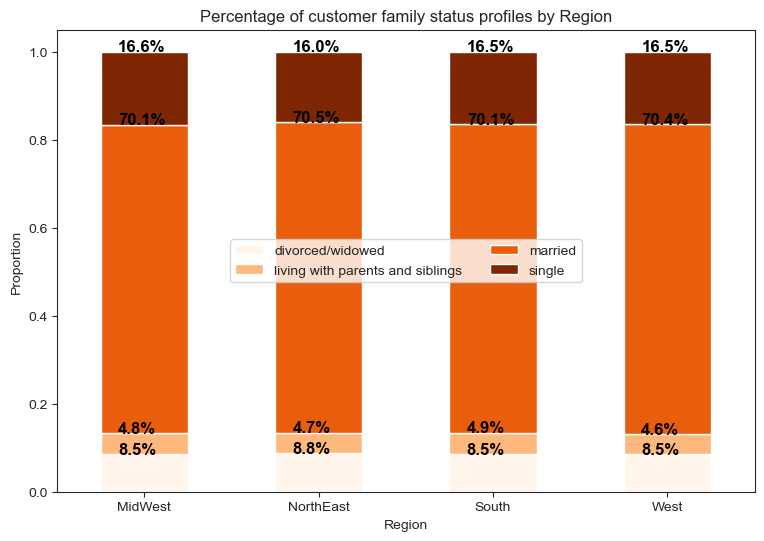 Percentage of customer family status profiles by Region
1.0
0.8
0.6
0.4
0.2
0.0
Proportion
16.6% 16.0% 16.5% 16.5%
70.1% 70.5% 70.1% 70.4%
divorced/widowed married
living with parents and siblings single
4.8% 4.7% 4.9% 4.6%
8.5% 8.8% 8.5% 8.5%
MidWest NorthEast South West
Region